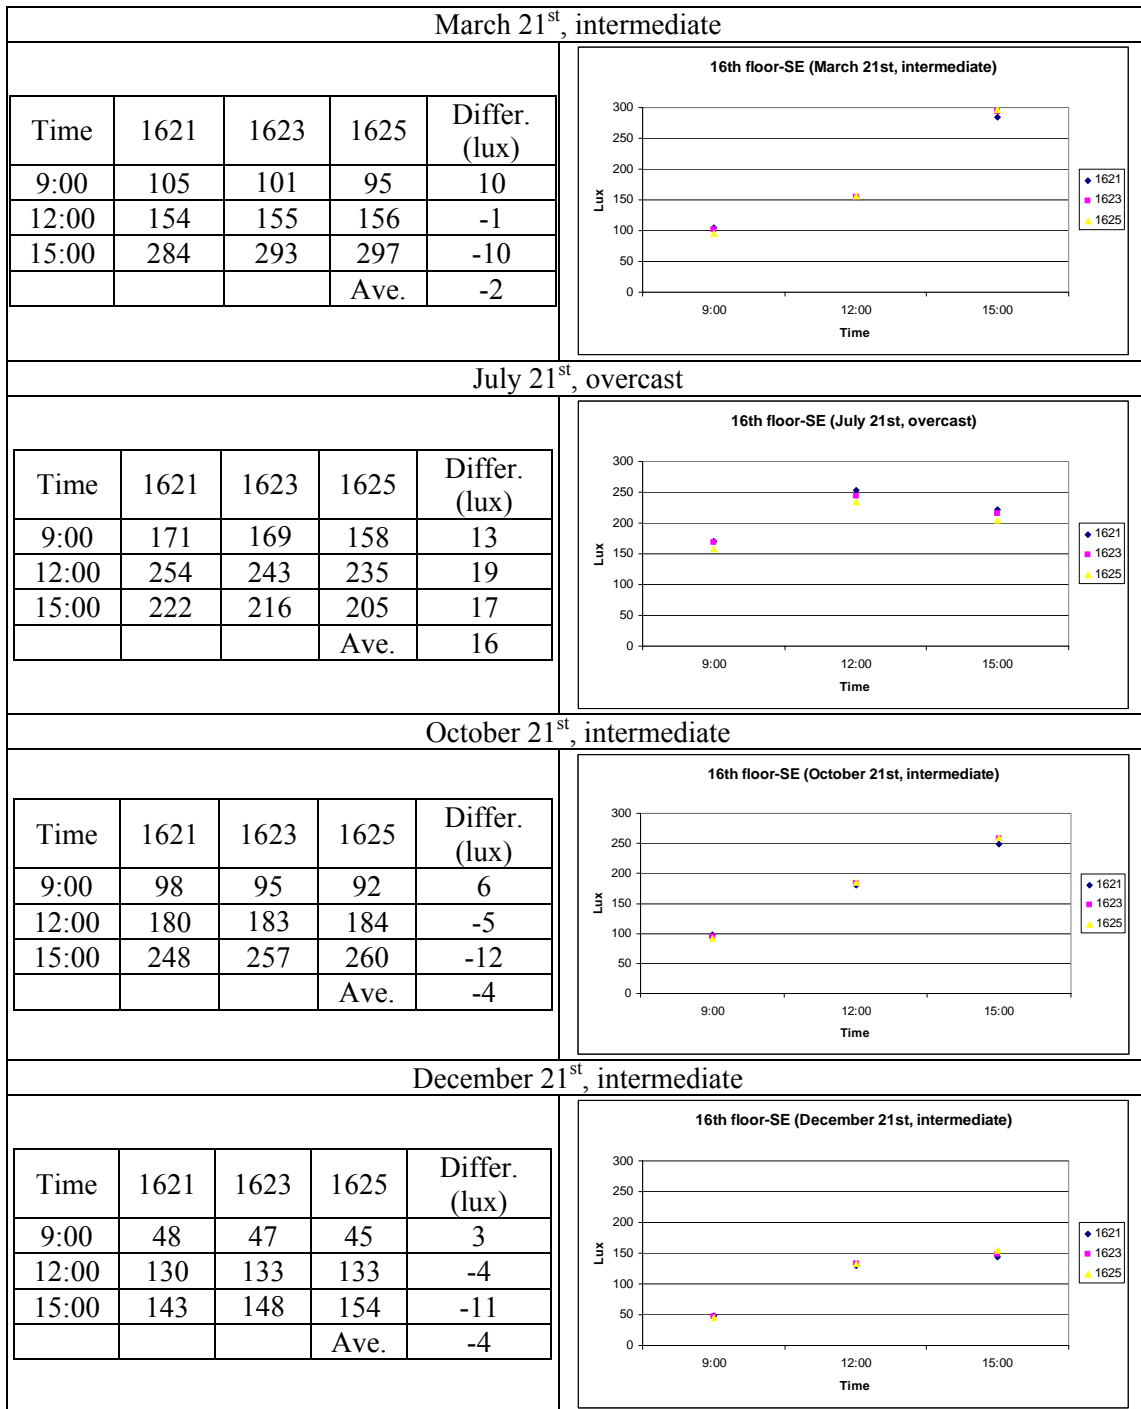 March 21st, intermediate
Time 1621 1623 1625 Differ. (lux)
9:00 105 101 95 10
12:00 154 155 156 -1
15:00 284 293 297 -10
Ave. -2
16th floor-SE (March 21st, intermediate)
300
250
200
150
100
50
0
Lux
9:00 12:00 15:00
Time
1621
1623
1625
July 21st, overcast
Time 1621 1623 1625 Differ. (lux)
9:00 171 169 158 13
12:00 254 243 235 19
15:00 222 216 205 17
Ave. 16
16th floor-SE (July 21st, overcast)
300
250
200
150
100
50
0
Lux
9:00 12:00 15:00
Time
1621
1623
1625
October 21st, intermediate
Time 1621 1623 1625 Differ. (lux)
9:00 98 95 92 6
12:00 180 183 184 -5
15:00 248 257 260 -12
Ave. -4
16th floor-SE (October 21st, intermediate)
300
250
200
150
100
50
0
Lux
9:00 12:00 15:00
Time
1621
1623
1625
December 21st, intermediate
Time 1621 1623 1625 Differ. (lux)
9:00 48 47 45 3
12:00 130 133 133 -4
15:00 143 148 154 -11
Ave. -4
16th floor-SE (December 21st, intermediate)
300
250
200
150
100
50
0
Lux
9:00 12:00 15:00
Time
1621
1623
1625